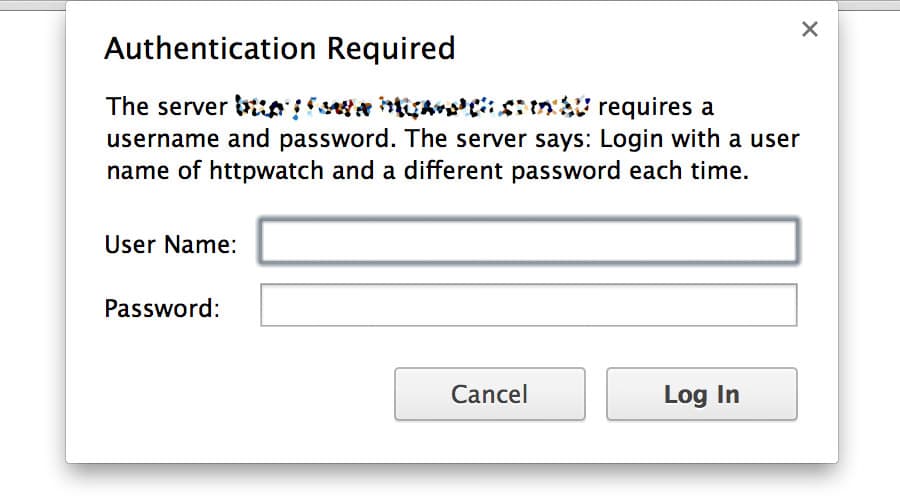 Authentication Required
The server requires a
username and password. The server says: Login with a user
name of httpwatch and a different password each time.
User Name:
Password:
Cancel
Log In